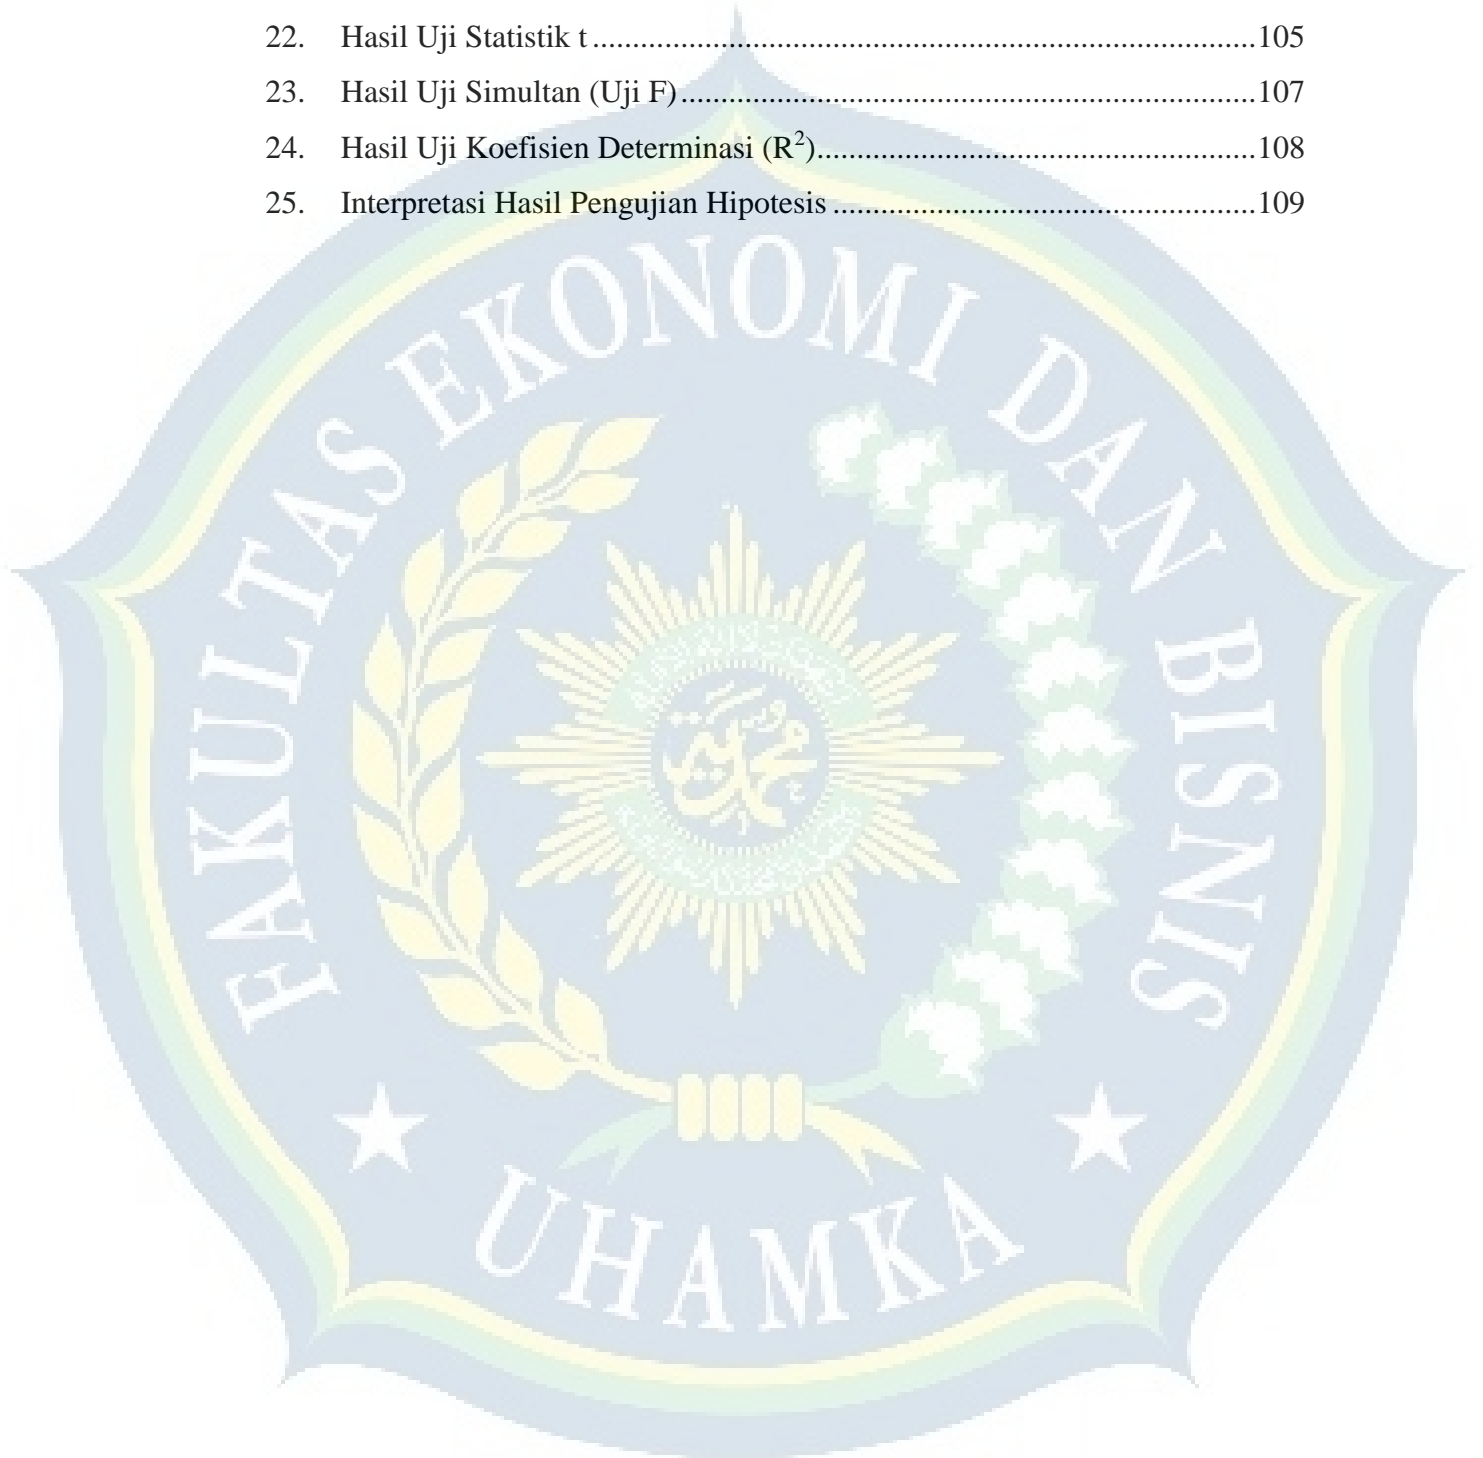 22. Hasil Uji Statistik t ....................................................................................105
23. Hasil Uji Simultan (Uji F).........................................................................107
24. Hasil Uji Koefisien Determinasi (R²).......................................................108
25. Interpretasi Hasil Pengujian Hipotesis .....................................................109
FAKULTAS EKONOMI DAN BISNIS
UHAMKA